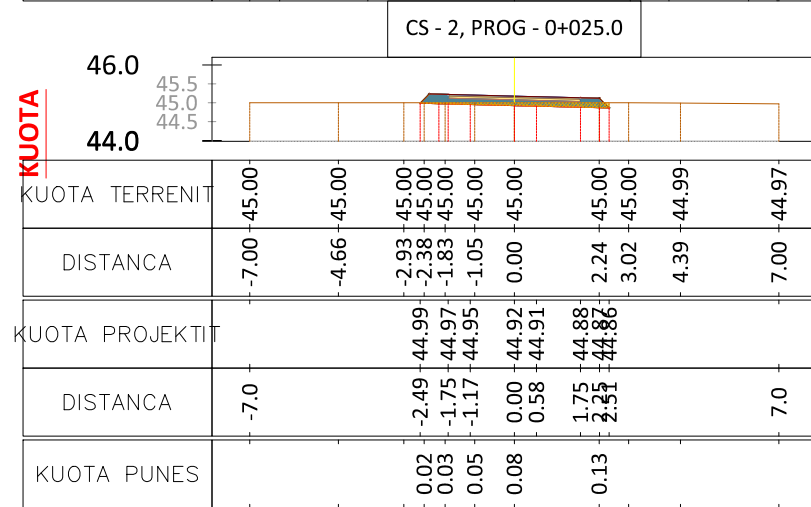 CS - 2, PROG - 0+025.0
46.0
45.5
45.0
44.5
44.0
KUOTA
KUOTA TERRENIT 45.00 45.00 45.00 45.00 45.00 45.00 45.00 45.00 45.00 44.99 44.97
DISTANCA -7.00 -4.66 -2.93 -2.38 -1.83 -1.05 0.00 2.24 3.02 4.39 7.00
KUOTA PROJEKTIT 44.99 44.97 44.95 44.92 44.91 44.88 44.87 44.86
DISTANCA -7.0 -2.49 -1.75 -1.17 0.00 0.58 1.75 2.25 2.51 7.0
KUOTA PUNES 0.02 0.03 0.05 0.08 0.13